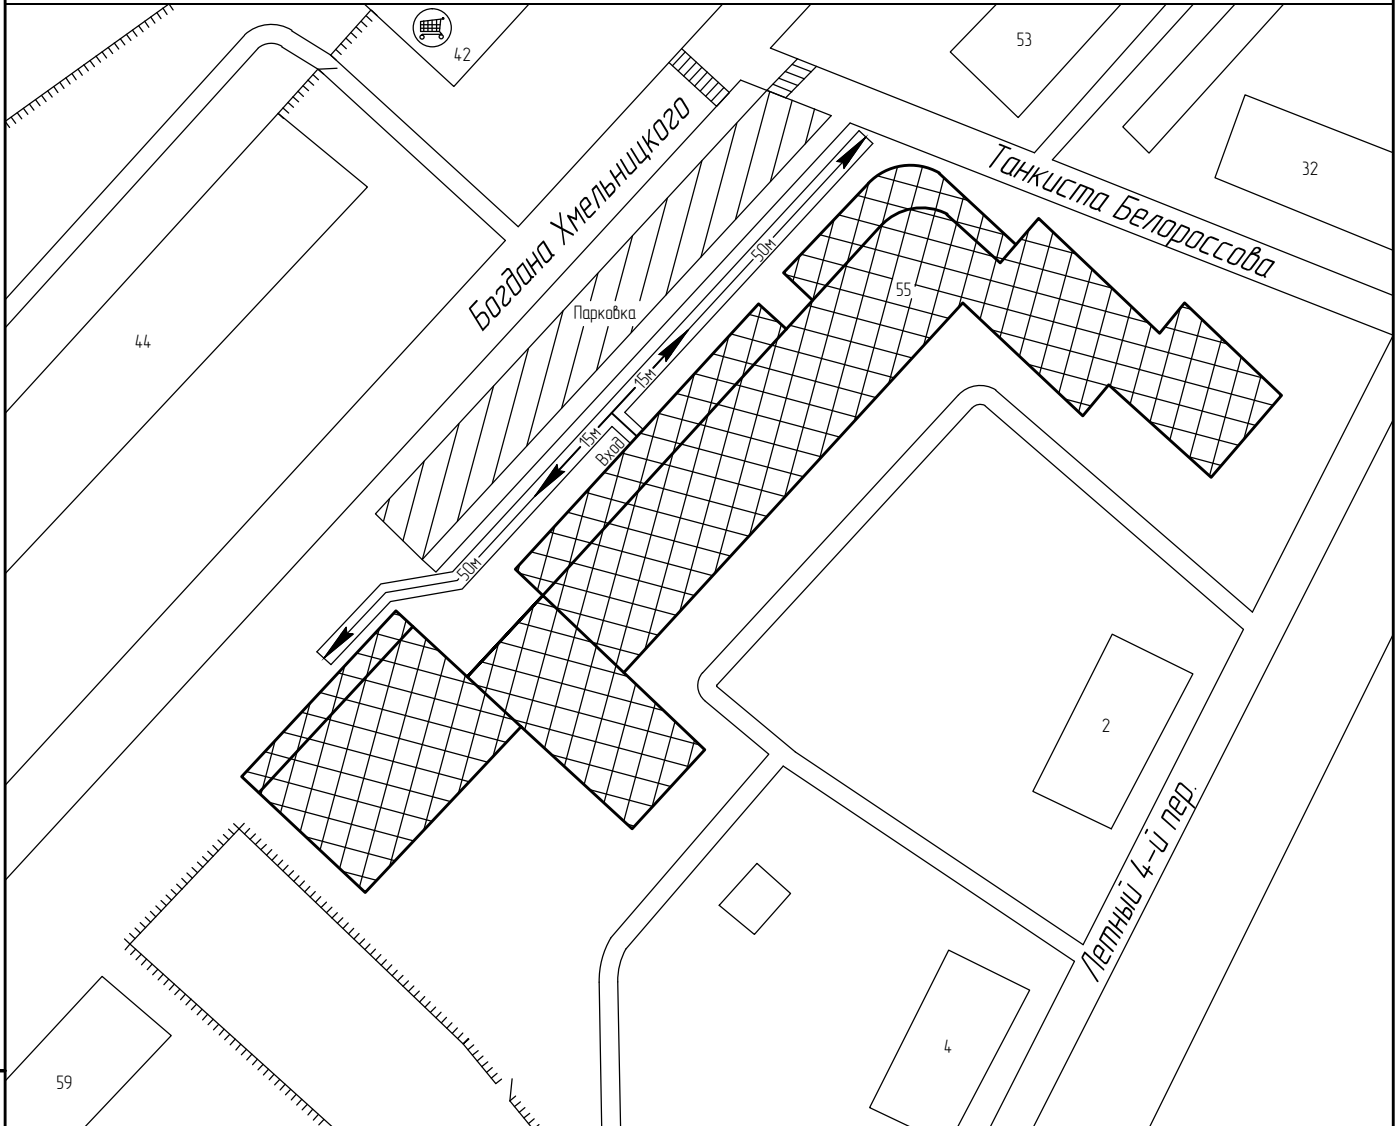 42
53
Богдана Хмельницкого
Танкиста Белороссова
32
50м
55
Парковка
44
15м
15м
Вход
50м
2
Летный 4-й пер.
4
59